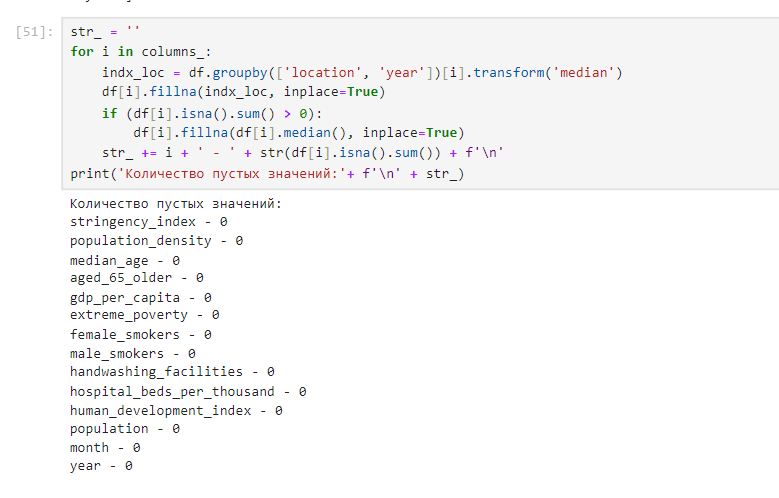 [51]:
str_ = ''
for i in columns_:
    indx_loc = df.groupby(['location', 'year'])[i].transform('median')
    df[i].fillna(indx_loc, inplace=True)
    if (df[i].isna().sum() > 0):
        df[i].fillna(df[i].median(), inplace=True)
    str_ += i + ' - ' + str(df[i].isna().sum()) + f'\n'
print('Количество пустых значений:'+ f'\n' + str_)
Количество пустых значений:
stringency_index - 0
population_density - 0
median_age - 0
aged_65_older - 0
gdp_per_capita - 0
extreme_poverty - 0
female_smokers - 0
male_smokers - 0
handwashing_facilities - 0
hospital_beds_per_thousand - 0
human_development_index - 0
population - 0
month - 0
year - 0